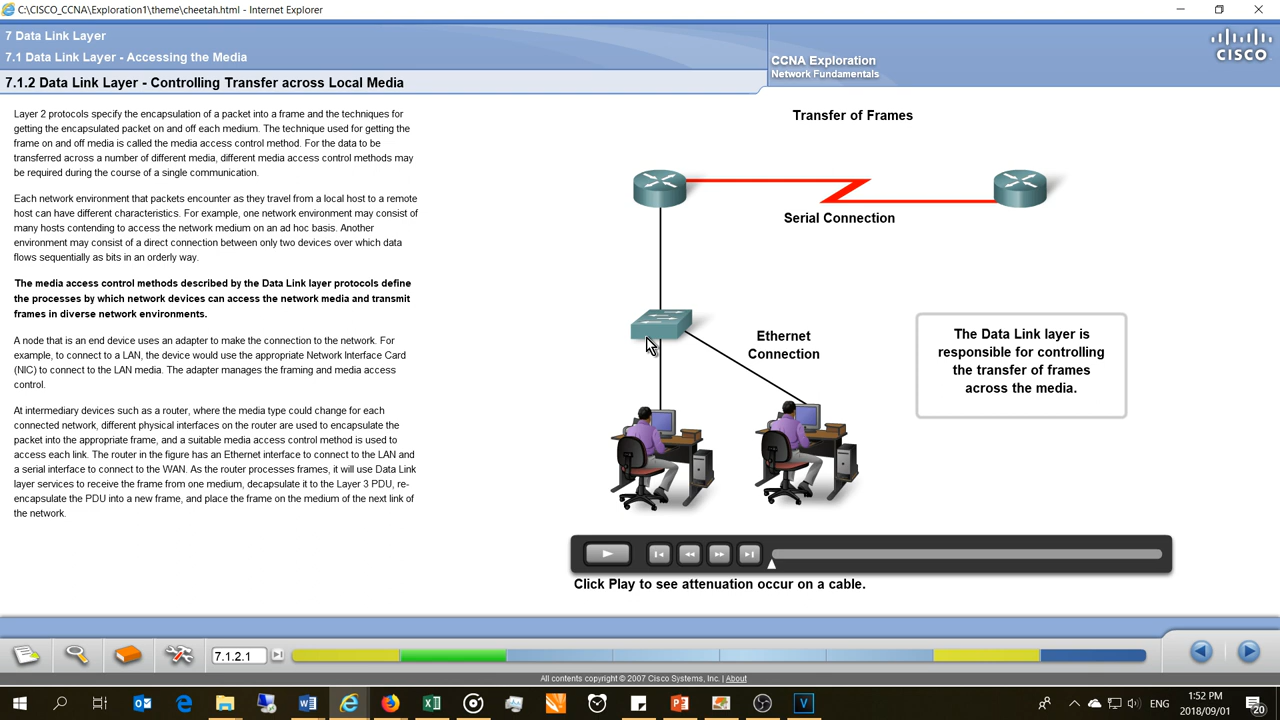 C:\CISCO_CCNA\Exploration1\theme\cheetah.html - Internet Explorer
7 Data Link Layer
7.1 Data Link Layer - Accessing the Media
7.1.2 Data Link Layer - Controlling Transfer across Local Media
CCNA Exploration
Network Fundamentals
CISCO
Layer 2 protocols specify the encapsulation of a packet into a frame and the techniques for
getting the encapsulated packet on and off each medium. The technique used for getting the
frame on and off media is called the media access control method. For the data to be
transferred across a number of different media, different media access control methods may
be required during the course of a single communication.
Each network environment that packets encounter as they travel from a local host to a remote
host can have different characteristics. For example, one network environment may consist of
many hosts contending to access the network medium on an ad hoc basis. Another
environment may consist of a direct connection between only two devices over which data
flows sequentially as bits in an orderly way.
The media access control methods described by the Data Link layer protocols define
the processes by which network devices can access the network media and transmit
frames in diverse network environments.
A node that is an end device uses an adapter to make the connection to the network. For
example, to connect to a LAN, the device would use the appropriate Network Interface Card
(NIC) to connect to the LAN media. The adapter manages the framing and media access
control.
At intermediary devices such as a router, where the media type could change for each
connected network, different physical interfaces on the router are used to encapsulate the
packet into the appropriate frame, and a suitable media access control method is used to
access each link. The router in the figure has an Ethernet interface to connect to the LAN and
a serial interface to connect to the WAN. As the router processes frames, it will use Data Link
layer services to receive the frame from one medium, decapsulate it to the Layer 3 PDU, re-
encapsulate the PDU into a new frame, and place the frame on the medium of the next link of
the network.
Transfer of Frames
Serial Connection
Ethernet
Connection
The Data Link layer is
responsible for controlling
the transfer of frames
across the media.
Click Play to see attenuation occur on a cable.
7.1.2.1
All contents copyright © 2007 Cisco Systems, Inc. | About
ENG
1:52 PM
2018/09/01
20